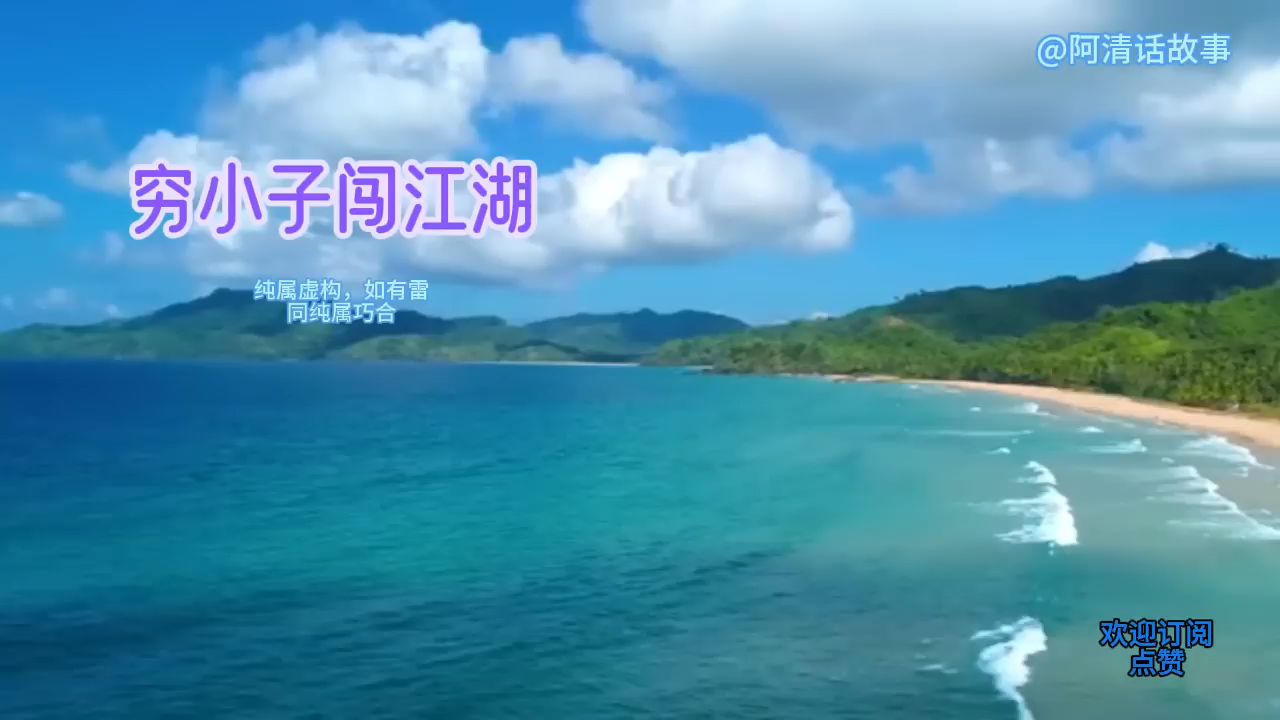 @阿清话故事
穷小子闯江湖
纯属虚构，如有雷
同纯属巧合
欢迎订阅
点赞